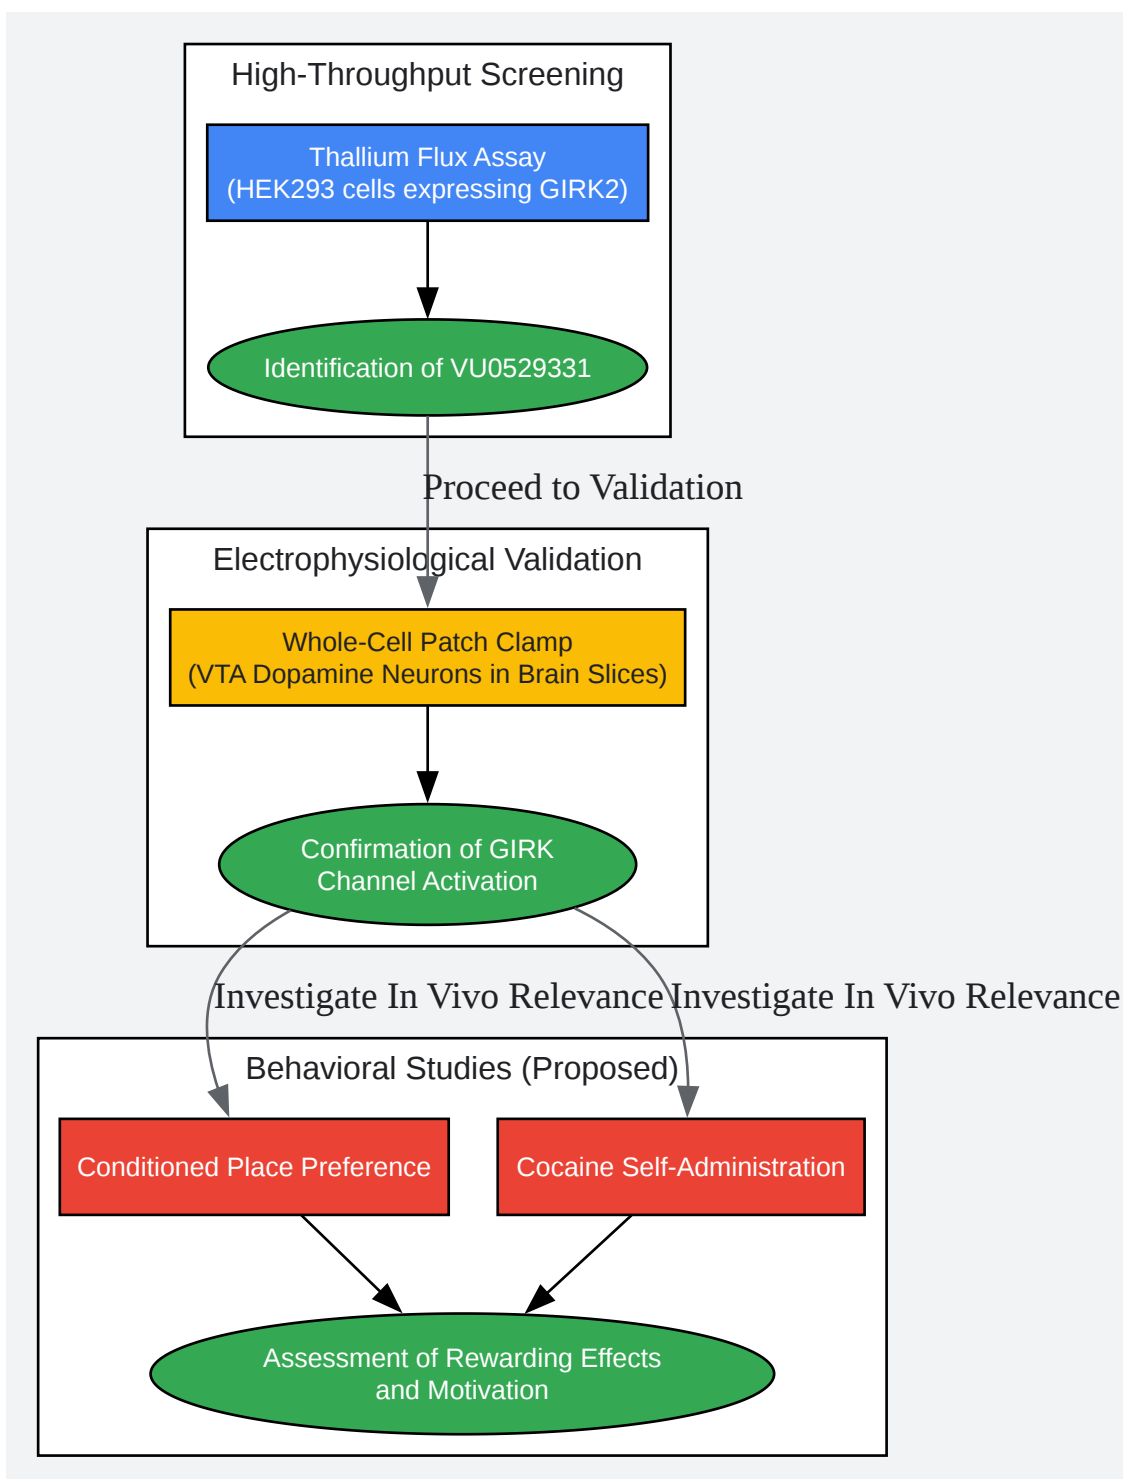 High-Throughput Screening
Thallium Flux Assay
(HEK293 cells expressing GIRK2)
Identification of VU0529331
Proceed to Validation
Electrophysiological Validation
Whole-Cell Patch Clamp
(VTA Dopamine Neurons in Brain Slices)
Confirmation of GIRK
Channel Activation
Investigate In Vivo Relevance
Investigate In Vivo Relevance
Behavioral Studies (Proposed)
Conditioned Place Preference
Cocaine Self-Administration
Assessment of Rewarding Effects
and Motivation